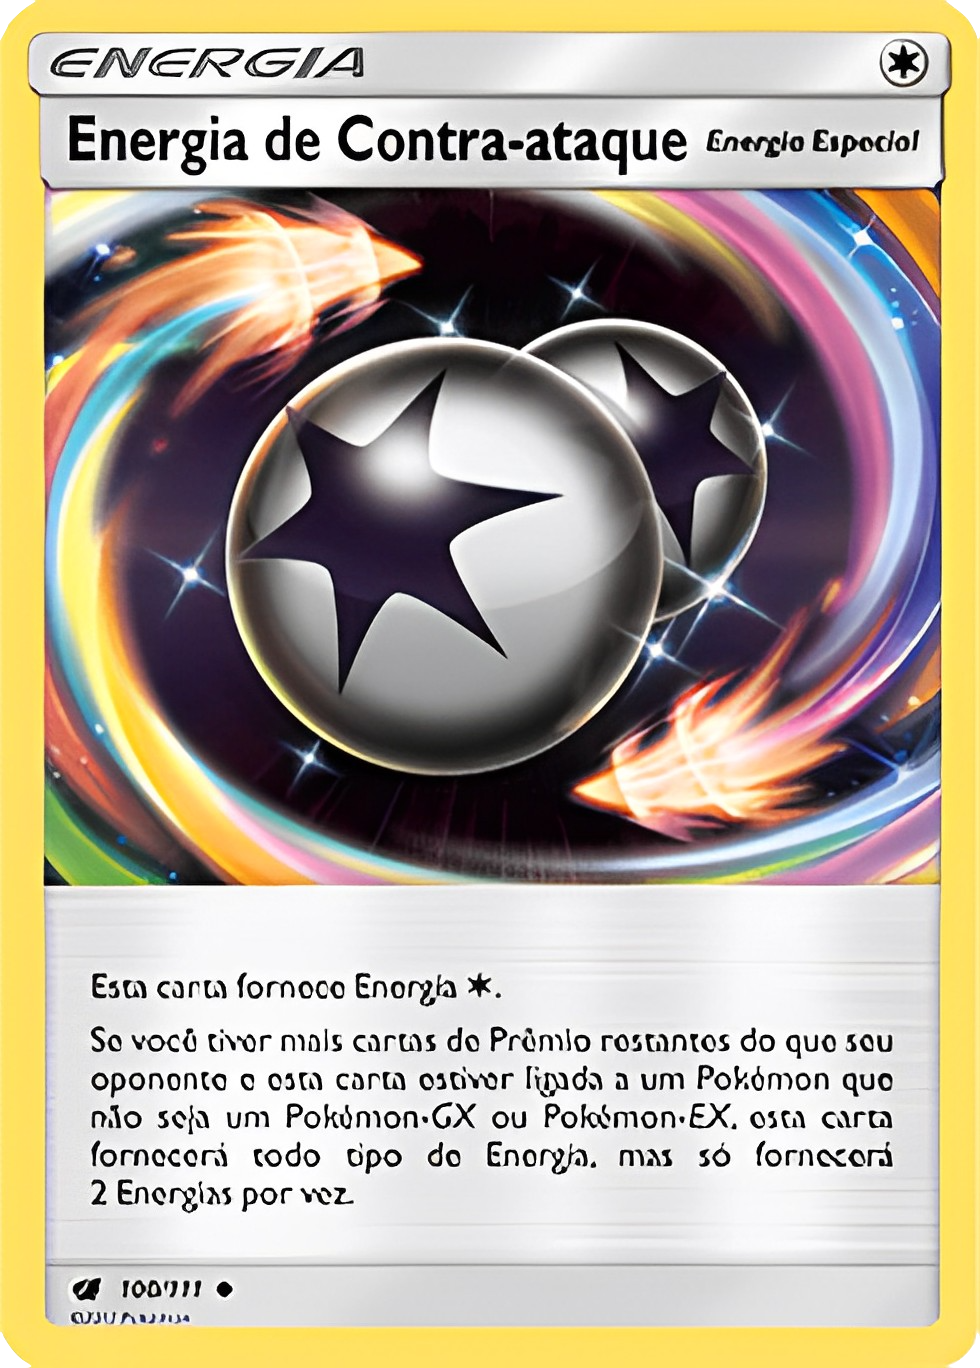 ENERGIA
Energia de Contra-ataque Energia Especial
Esta carta fornece Energia ✶.
Se você tiver mais cartas de Prêmio restantes do que seu
oponente e esta carta estiver ligada a um Pokémon que
não seja um Pokémon-GX ou Pokémon-EX, esta carta
fornecerá todo tipo de Energia, mas só fornecerá
2 Energias por vez.
100/111